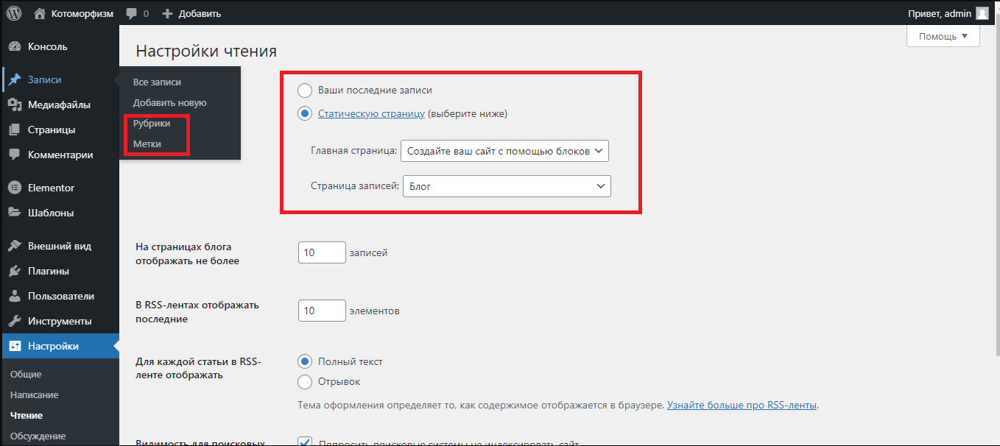 Котоморфизм 0 Добавить Привет, admin
Помощь
Консоль
Записи
Медиафайлы
Страницы
Комментарии
Elementor
Шаблоны
Внешний вид
Плагины
Пользователи
Инструменты
Настройки
Общие
Написание
Чтение
Обсуждение
Все записи
Добавить новую
Рубрики
Метки
Настройки чтения
Ваши последние записи
Статическую страницу (выберите ниже)
Главная страница: Создайте ваш сайт с помощью блоков
Страница записей: Блог
На страницах блога
отображать не более
10 записей
В RSS-лентах отображать
последние
10 элементов
Для каждой статьи в RSS-
ленте отображать
Полный текст
Отрывок
Тема оформления определяет то, как содержимое отображается в браузере. Узнайте больше про RSS-ленты.
Видимость для поисковых
Попросить поисковые системы не индексировать сайт